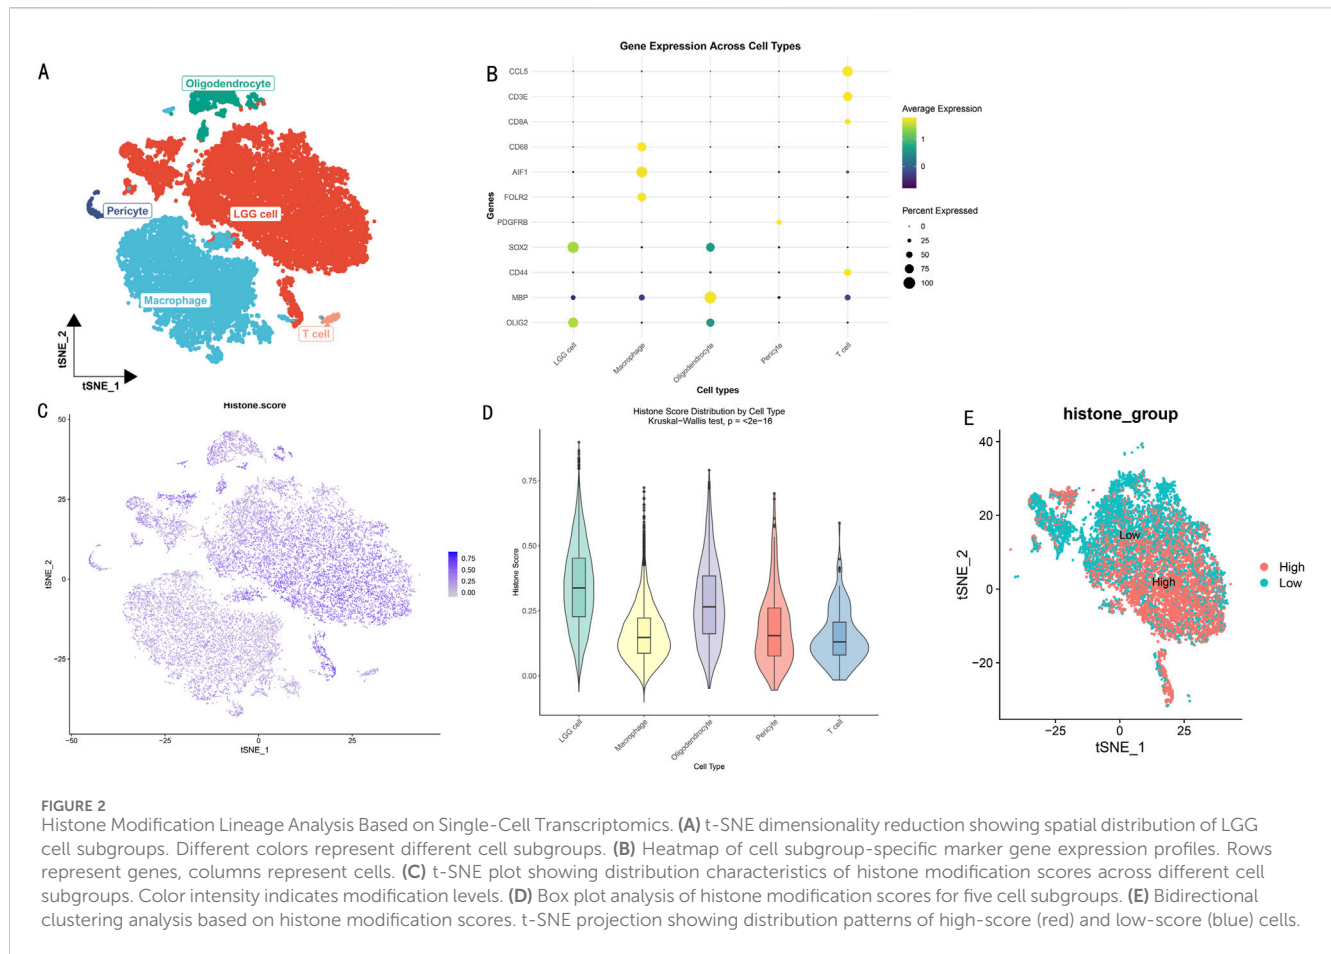 A
Oligodendrocyte
Pericyte
LGG cell
Macrophage
T cell
tSNE_2
tSNE_1
B
Gene Expression Across Cell Types
Genes
CCL5
CD3E
CD8A
CD68
AIF1
FOLR2
PDGFRB
SOX2
CD44
MBP
OLIG2
LGG cell
Macrophage
Oligodendrocyte
Pericyte
T cell
Cell types
Average Expression
1
0
Percent Expressed
0
25
50
75
100
C
Histone.score
50
25
0
−25
−50
−25
0
25
tSNE_2
tSNE_1
0.75
0.50
0.25
0.00
D
Histone Score Distribution by Cell Type
Kruskal−Wallis test, p = <2e−16
Histone Score
0.75
0.50
0.25
0.00
LGG cell
Macrophage
Oligodendrocyte
Pericyte
T cell
Cell Type
E
histone_group
40
20
0
−20
−25
0
25
tSNE_2
tSNE_1
Low
High
High
Low
FIGURE 2
Histone Modification Lineage Analysis Based on Single-Cell Transcriptomics. (A) t-SNE dimensionality reduction showing spatial distribution of LGG
cell subgroups. Different colors represent different cell subgroups. (B) Heatmap of cell subgroup-specific marker gene expression profiles. Rows
represent genes, columns represent cells. (C) t-SNE plot showing distribution characteristics of histone modification scores across different cell
subgroups. Color intensity indicates modification levels. (D) Box plot analysis of histone modification scores for five cell subgroups. (E) Bidirectional
clustering analysis based on histone modification scores. t-SNE projection showing distribution patterns of high-score (red) and low-score (blue) cells.